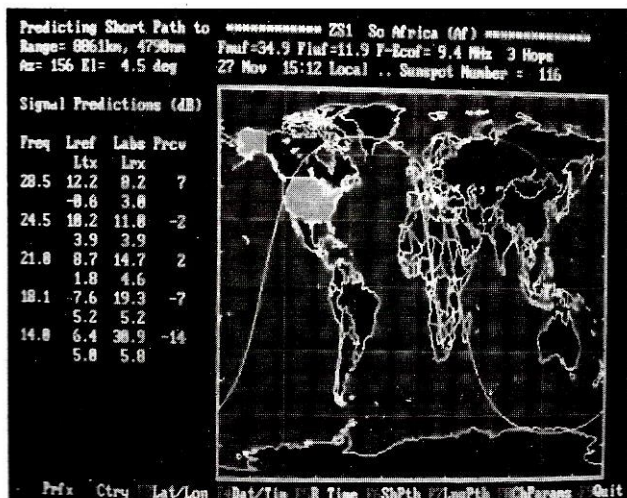 Predicting Short Path to ************ ZS1 So Africa (Af) **************
Range= 8861km, 4790nm Fmuf=34.9 Fluf=11.9 F-Ecof= 9.4 MHz 3 Hops
Az= 156 El= 4.5 deg 27 Nov 15:12 Local .. Sunspot Number = 116
Signal Predictions (dB)
Freq Lref Labs Prcv
Ltx Lrx
28.5 12.2 8.2 7
-0.6 3.0
24.5 10.2 11.0 -2
3.9 3.9
21.0 8.7 14.7 2
1.8 4.6
18.1 7.6 19.3 -7
5.2 5.2
14.0 6.4 30.9 -14
5.0 5.8
Prfx Ctry Lat/Lon Dat/Tim B Time ShPth LonPth ChParams Quit